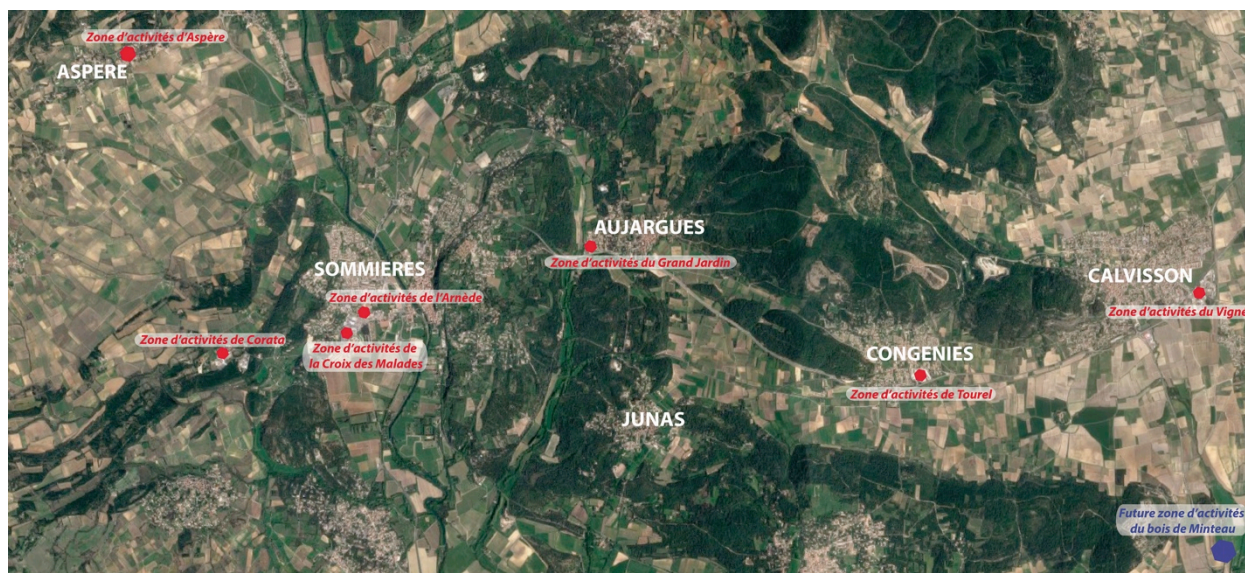 Zone d'activités d'Aspère
ASPERE
AUJARGUES
Zone d'activités du Grand Jardin
SOMMIERES
Zone d'activités de l'Arnède
CALVISSON
Zone d'activités du Vigne
Zone d'activités de Corata
Zone d'activités de
la Croix des Malades
CONGENIES
Zone d'activités de Tourel
JUNAS
Future zone d'activités
du bois de Minteau